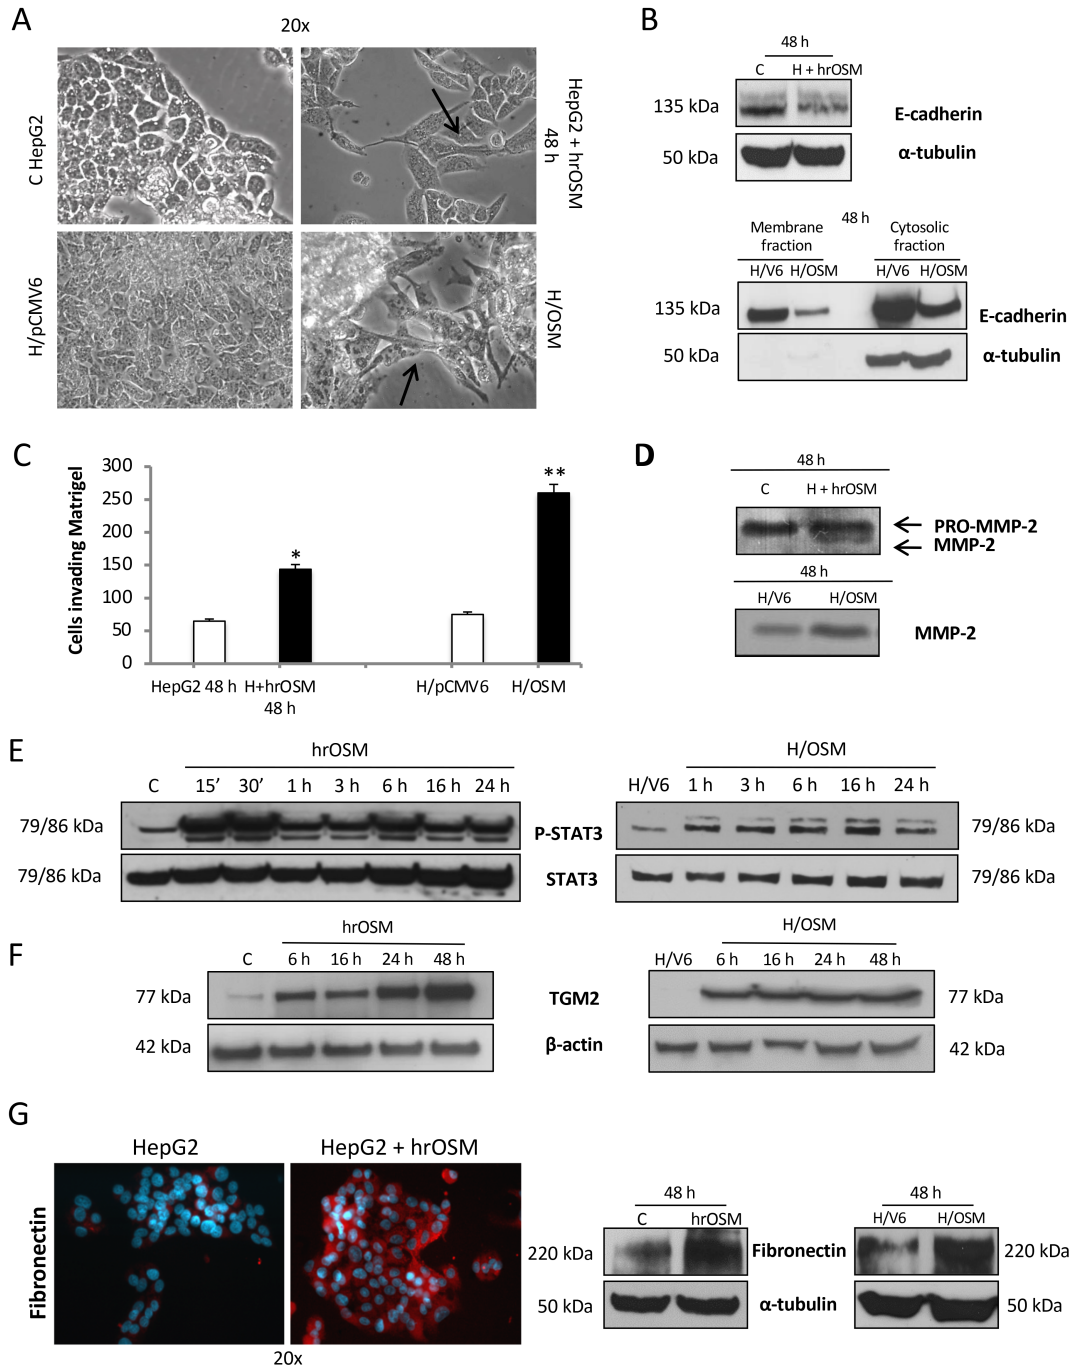 A
20x
C HepG2
HepG2 + hrOSM
48 h
H/pCMV6
H/OSM
B
48 h
C H + hrOSM
135 kDa E-cadherin
50 kDa α-tubulin
48 h
Membrane fraction
Cytosolic fraction
H/V6 H/OSM H/V6 H/OSM
135 kDa E-cadherin
50 kDa α-tubulin
C
Cells invading Matrigel
300
250
200
150
100
50
0
*
**
HepG2 48 h H+hrOSM 48 h H/pCMV6 H/OSM
D
48 h
C H + hrOSM
PRO-MMP-2
MMP-2
48 h
H/V6 H/OSM
MMP-2
E
hrOSM
C 15’ 30’ 1 h 3 h 6 h 16 h 24 h
H/OSM
H/V6 1 h 3 h 6 h 16 h 24 h
79/86 kDa P-STAT3 79/86 kDa
79/86 kDa STAT3 79/86 kDa
F
hrOSM
C 6 h 16 h 24 h 48 h
H/OSM
H/V6 6 h 16 h 24 h 48 h
77 kDa TGM2 77 kDa
42 kDa β-actin 42 kDa
G
HepG2 HepG2 + hrOSM
Fibronectin
20x
48 h
C hrOSM
48 h
H/V6 H/OSM
220 kDa Fibronectin 220 kDa
50 kDa α-tubulin 50 kDa